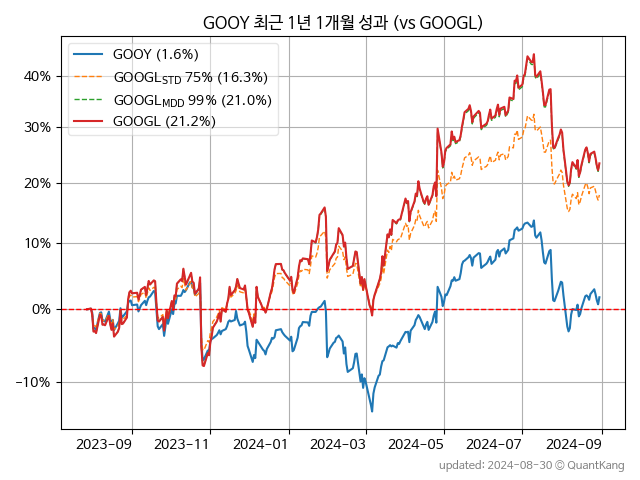 GOOY 최근 1년 1개월 성과 (vs GOOGL)
GOOY (1.6%)
GOOGL_STD 75% (16.3%)
GOOGL_MDD 99% (21.0%)
GOOGL (21.2%)
40%
30%
20%
10%
0%
−10%
2023-09
2023-11
2024-01
2024-03
2024-05
2024-07
2024-09
updated: 2024-08-30 © QuantKang